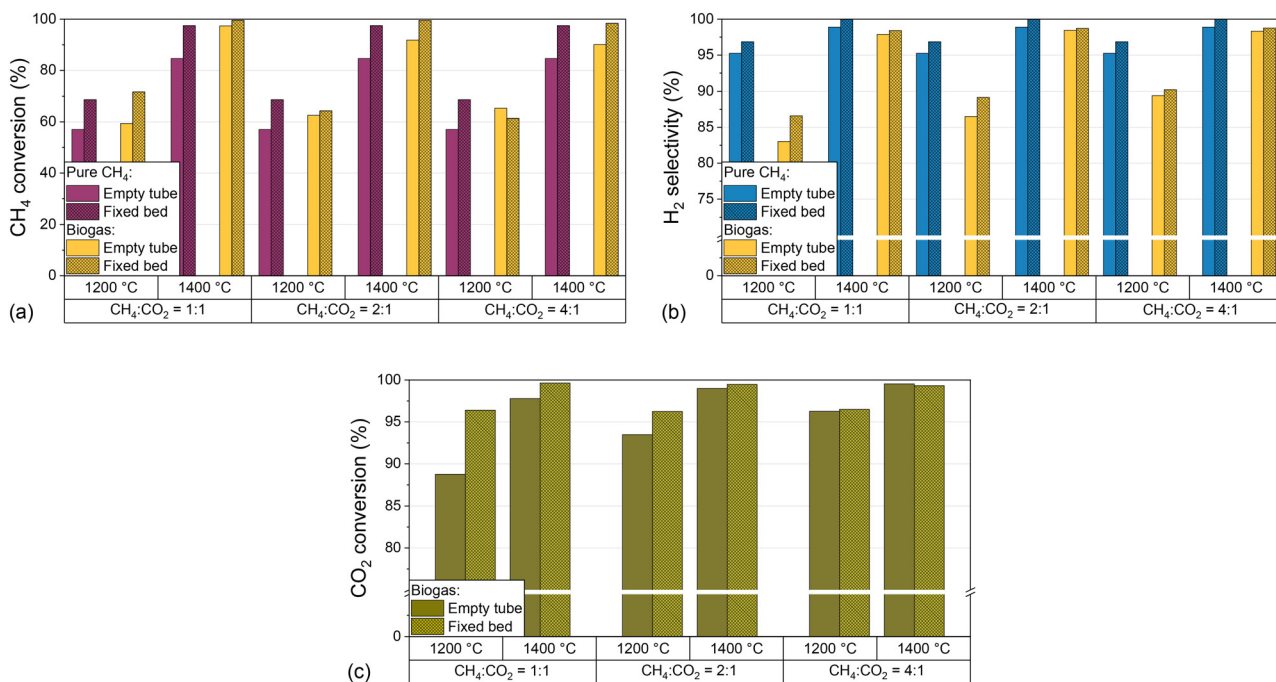 100
80
60
40
20
0
CH₄ conversion (%)
Pure CH₄:
Empty tube
Fixed bed
Biogas:
Empty tube
Fixed bed
1200 °C 1400 °C 1200 °C 1400 °C 1200 °C 1400 °C
CH₄:CO₂ = 1:1 CH₄:CO₂ = 2:1 CH₄:CO₂ = 4:1
(a)
100
95
90
85
80
75
0
H₂ selectivity (%)
Pure CH₄:
Empty tube
Fixed bed
Biogas:
Empty tube
Fixed bed
1200 °C 1400 °C 1200 °C 1400 °C 1200 °C 1400 °C
CH₄:CO₂ = 1:1 CH₄:CO₂ = 2:1 CH₄:CO₂ = 4:1
(b)
100
95
90
85
80
0
CO₂ conversion (%)
Biogas:
Empty tube
Fixed bed
1200 °C 1400 °C 1200 °C 1400 °C 1200 °C 1400 °C
CH₄:CO₂ = 1:1 CH₄:CO₂ = 2:1 CH₄:CO₂ = 4:1
(c)